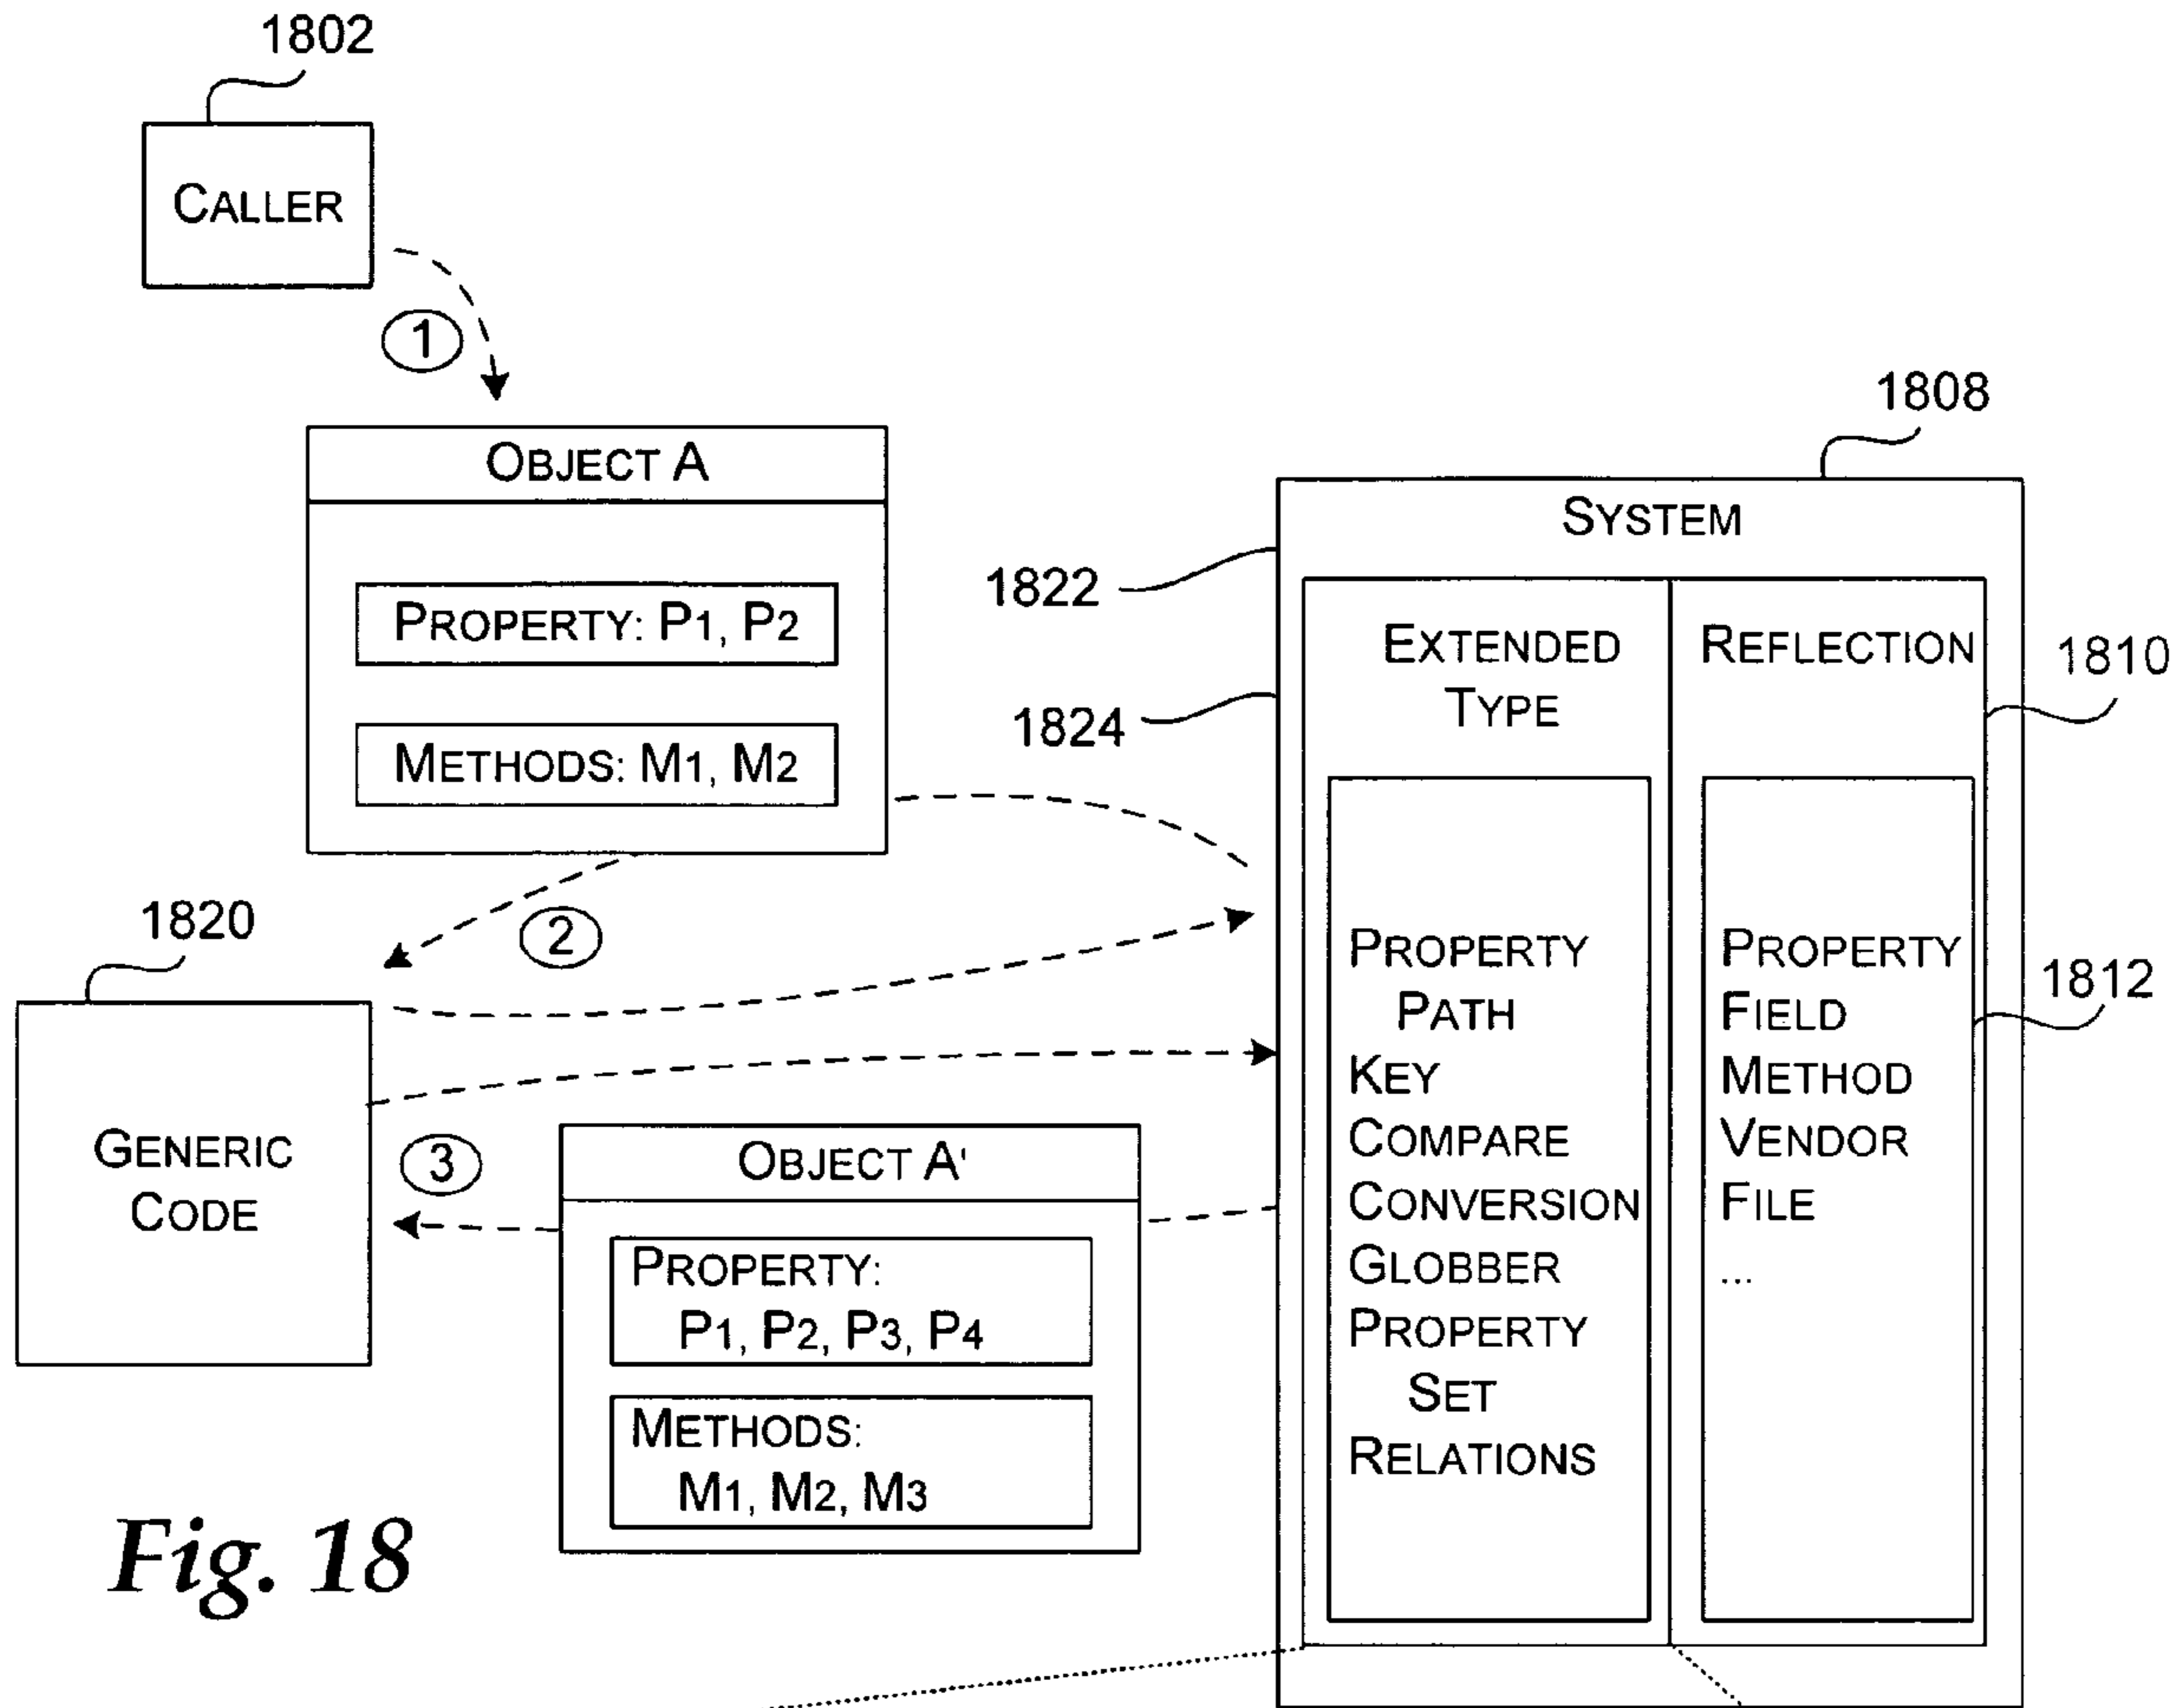 1802
CALLER
1
OBJECT A
PROPERTY: P1, P2
METHODS: M1, M2
2
1820
GENERIC
CODE
3
OBJECT A'
PROPERTY:
P1, P2, P3, P4
METHODS:
M1, M2, M3
1808
SYSTEM
1822
1824
EXTENDED
TYPE
PROPERTY
PATH
KEY
COMPARE
CONVERSION
GLOBBER
PROPERTY
SET
RELATIONS
REFLECTION
PROPERTY
FIELD
METHOD
VENDOR
FILE
...
1810
1812
Fig. 18